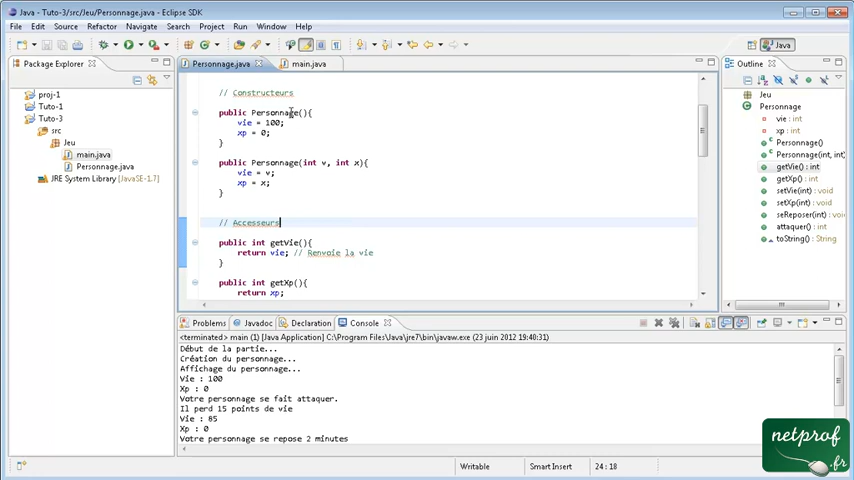 Java - Tuto-3/src/Jeu/Personnage.java - Eclipse SDK
File Edit Source Refactor Navigate Search Project Run Window Help
Java
Package Explorer
proj-1
Tuto-1
Tuto-3
src
Jeu
main.java
Personnage.java
JRE System Library [JavaSE-1.7]
Personnage.java main.java
// Constructeurs
public Personnage(){
vie = 100;
xp = 0;
}
public Personnage(int v, int x){
vie = v;
xp = x;
}
// Accesseurs
public int getVie(){
return vie; // Renvoie la vie
}
public int getXp(){
return xp;
Outline
Jeu
Personnage
vie : int
xp : int
Personnage()
Personnage(int, int)
getVie() : int
getXp() : int
setVie(int) : void
setXp(int) : void
seReposer(int) : void
attaquer() : void
toString() : String
Problems Javadoc Declaration Console
<terminated> main (1) [Java Application] C:\Program Files\Java\jre7\bin\javaw.exe (23 juin 2012 19:40:31)
Début de la partie...
Création du personnage...
Affichage du personnage...
Vie : 100
Xp : 0
Votre personnage se fait attaquer.
Il perd 15 points de vie
Vie : 85
Xp : 0
Votre personnage se repose 2 minutes
Writable Smart Insert 24 : 18
netprof
.fr